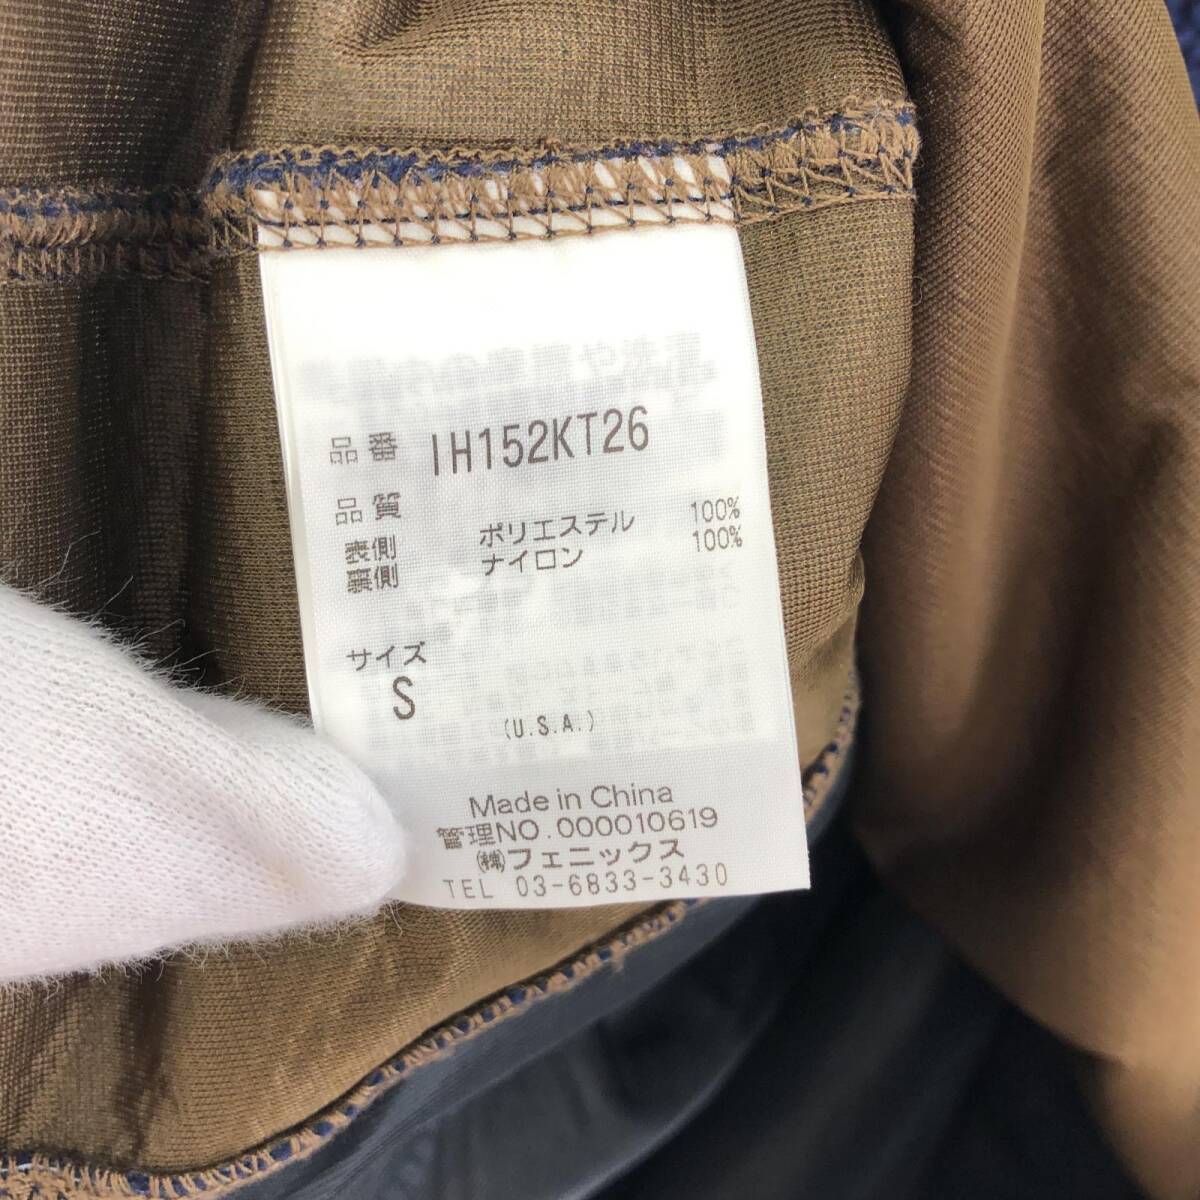 品番 IH152KT26
品質
表側 ポリエステル 100%
裏側 ナイロン 100%
サイズ
S
(U.S.A.)
Made in China
管理NO.000010619
㈱フェニックス
TEL 03-6833-3430